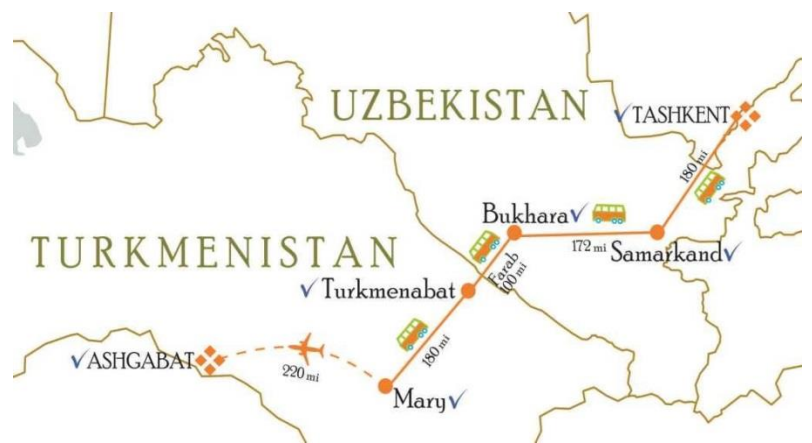 UZBEKISTAN
TASHKENT
180 mi
Bukhara
172 mi
Samarkand
TURKMENISTAN
Farab
100 mi
Turkmenabat
180 mi
ASHGABAT
220 mi
Mary